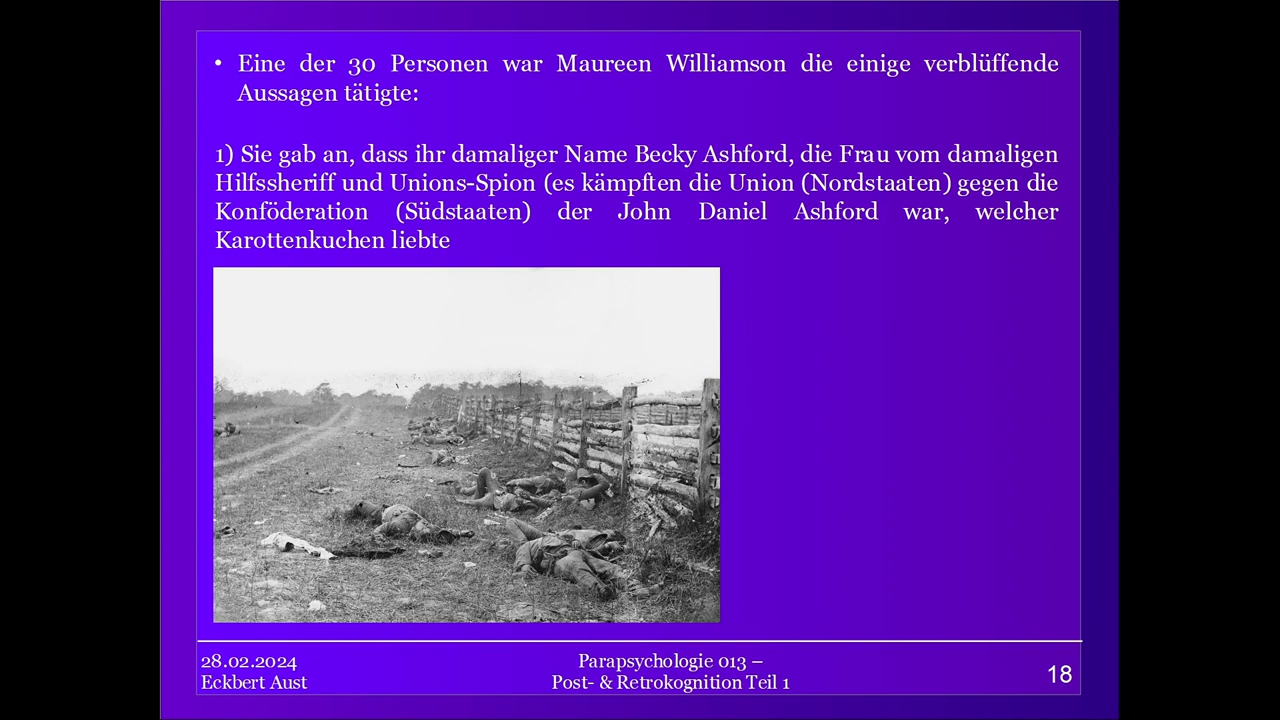 • Eine der 30 Personen war Maureen Williamson die einige verblüffende
Aussagen tätigte:
1) Sie gab an, dass ihr damaliger Name Becky Ashford, die Frau vom damaligen
Hilfssheriff und Unions-Spion (es kämpften die Union (Nordstaaten) gegen die
Konföderation (Südstaaten) der John Daniel Ashford war, welcher
Karottenkuchen liebte
28.02.2024
Eckbert Aust
Parapsychologie 013 –
Post- & Retrokognition Teil 1
18